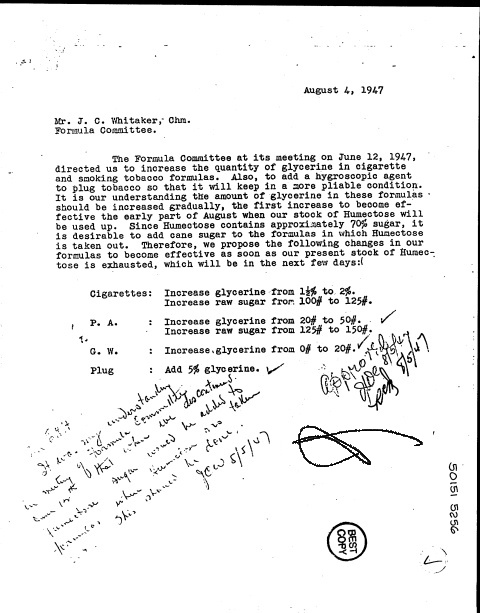 August 4, 1947
Mr. J. C. Whitaker, Chm.
Formula Committee.
The Formula Committee at its meeting on June 12, 1947,
directed us to increase the quantity of glycerine in cigarette
and smoking tobacco formulas. Also, to add a hygroscopic agent
to plug tobacco so that it will keep in a more pliable condition.
It is our understanding the amount of glycerine in these formulas
should be increased gradually, the first increase to become ef-
fective the early part of August when our stock of Humectose will
be used up. Since Humectose contains approximately 70% sugar, it
is desirable to add cane sugar to the formulas in which Humectose
is taken out. Therefore, we propose the following changes in our
formulas to become effective as soon as our present stock of Humec-
tose is exhausted, which will be in the next few days:
Cigarettes: Increase glycerine from 1½% to 2%.
Increase raw sugar from 100# to 125#.
P. A. : Increase glycerine from 20# to 50#. ✓
Increase raw sugar from 125# to 150#.
G. W. : Increase glycerine from 0# to 20#. ✓
Plug : Add 5% glycerine. ✓
approved
8/5/47
8/5/47
It was my understanding
in meeting of Formula Committee
that when we discontinued
Humectose sugar would be added to
formulas when Humectose was taken
This should be done.
JCW 8/5/47
BEST
COPY
50151 5256